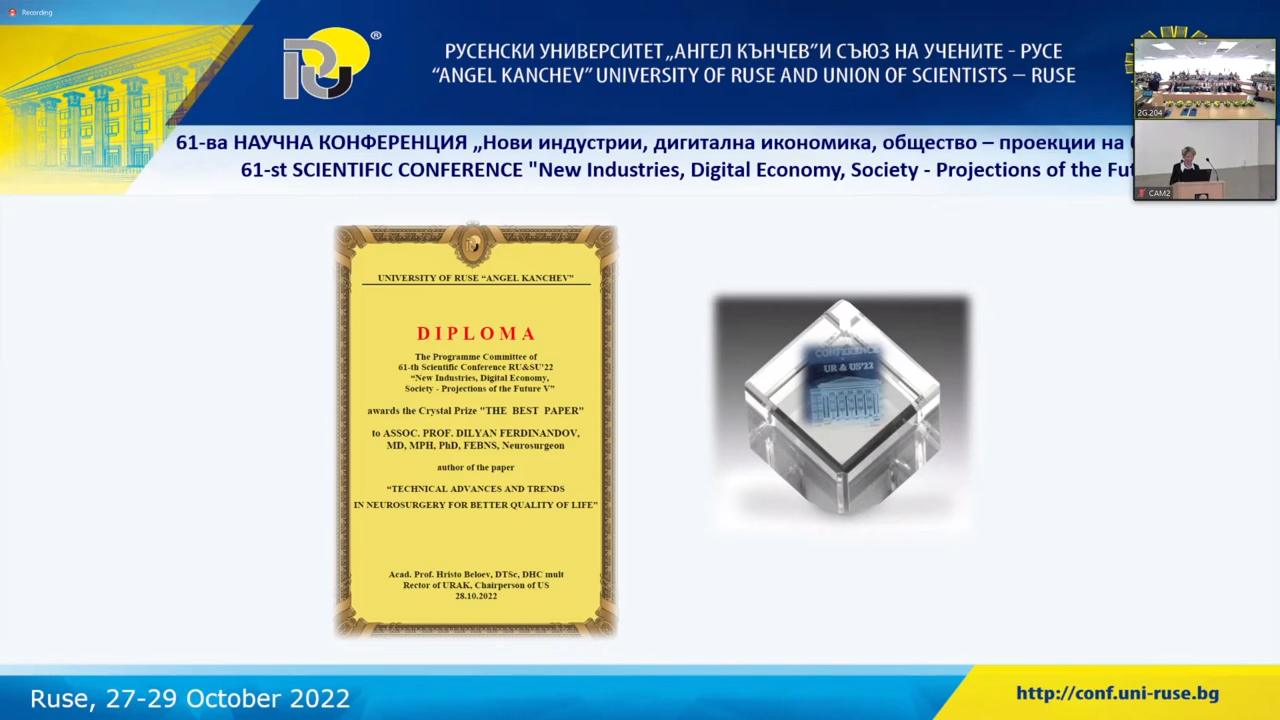 Recording
RU®
РУСЕНСКИ УНИВЕРСИТЕТ „АНГЕЛ КЪНЧЕВ” И СЪЮЗ НА УЧЕНИТЕ - РУСЕ
“ANGEL KANCHEV” UNIVERSITY OF RUSE AND UNION OF SCIENTISTS – RUSE
61-ва НАУЧНА КОНФЕРЕНЦИЯ „Нови индустрии, дигитална икономика, общество – проекции на
61-st SCIENTIFIC CONFERENCE "New Industries, Digital Economy, Society - Projections of the
2G.204
CAM2
UNIVERSITY OF RUSE “ANGEL KANCHEV”
DIPLOMA
The Programme Committee of
61-th Scientific Conference RU&SU'22
“New Industries, Digital Economy,
Society - Projections of the Future V”
awards the Crystal Prize "THE BEST PAPER"
to ASSOC. PROF. DILYAN FERDINANDOV,
MD, MPH, PhD, FEBNS, Neurosurgeon
author of the paper
“TECHNICAL ADVANCES AND TRENDS
IN NEUROSURGERY FOR BETTER QUALITY OF LIFE”
Acad. Prof. Hristo Beloev, DTSc, DHC mult
Rector of URAK, Chairperson of US
28.10.2022
CONFERENCE
UR & US'22
Ruse, 27-29 October 2022
http://conf.uni-ruse.bg